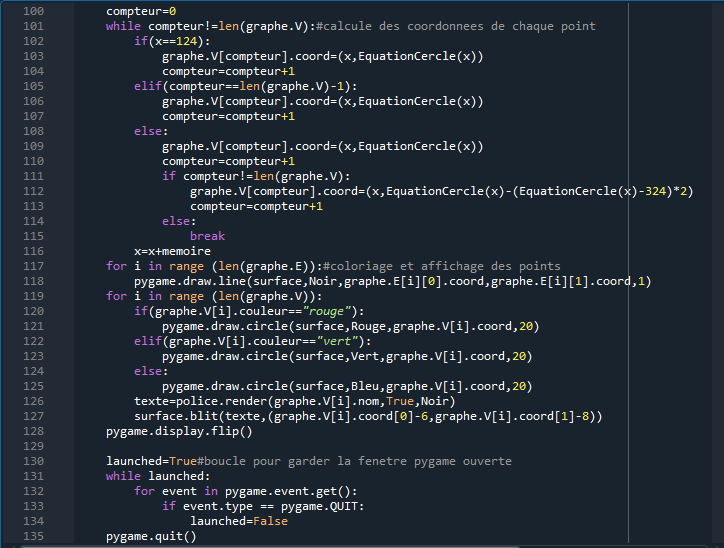 100 compteur=0
101 while compteur!=len(graphe.V):#calcule des coordonnees de chaque point
102 if(x==124):
103 graphe.V[compteur].coord=(x,EquationCercle(x))
104 compteur=compteur+1
105 elif(compteur==len(graphe.V)-1):
106 graphe.V[compteur].coord=(x,EquationCercle(x))
107 compteur=compteur+1
108 else:
109 graphe.V[compteur].coord=(x,EquationCercle(x))
110 compteur=compteur+1
111 if compteur!=len(graphe.V):
112 graphe.V[compteur].coord=(x,EquationCercle(x)-(EquationCercle(x)-324)*2)
113 compteur=compteur+1
114 else:
115 break
116 x=x+memoire
117 for i in range (len(graphe.E)):#coloriage et affichage des points
118 pygame.draw.line(surface,Noir,graphe.E[i][0].coord,graphe.E[i][1].coord,1)
119 for i in range (len(graphe.V)):
120 if(graphe.V[i].couleur=="rouge"):
121 pygame.draw.circle(surface,Rouge,graphe.V[i].coord,20)
122 elif(graphe.V[i].couleur=="vert"):
123 pygame.draw.circle(surface,Vert,graphe.V[i].coord,20)
124 else:
125 pygame.draw.circle(surface,Bleu,graphe.V[i].coord,20)
126 texte=police.render(graphe.V[i].nom,True,Noir)
127 surface.blit(texte,(graphe.V[i].coord[0]-6,graphe.V[i].coord[1]-8))
128 pygame.display.flip()
129
130 launched=True#boucle pour garder la fenetre pygame ouverte
131 while launched:
132 for event in pygame.event.get():
133 if event.type == pygame.QUIT:
134 launched=False
135 pygame.quit()